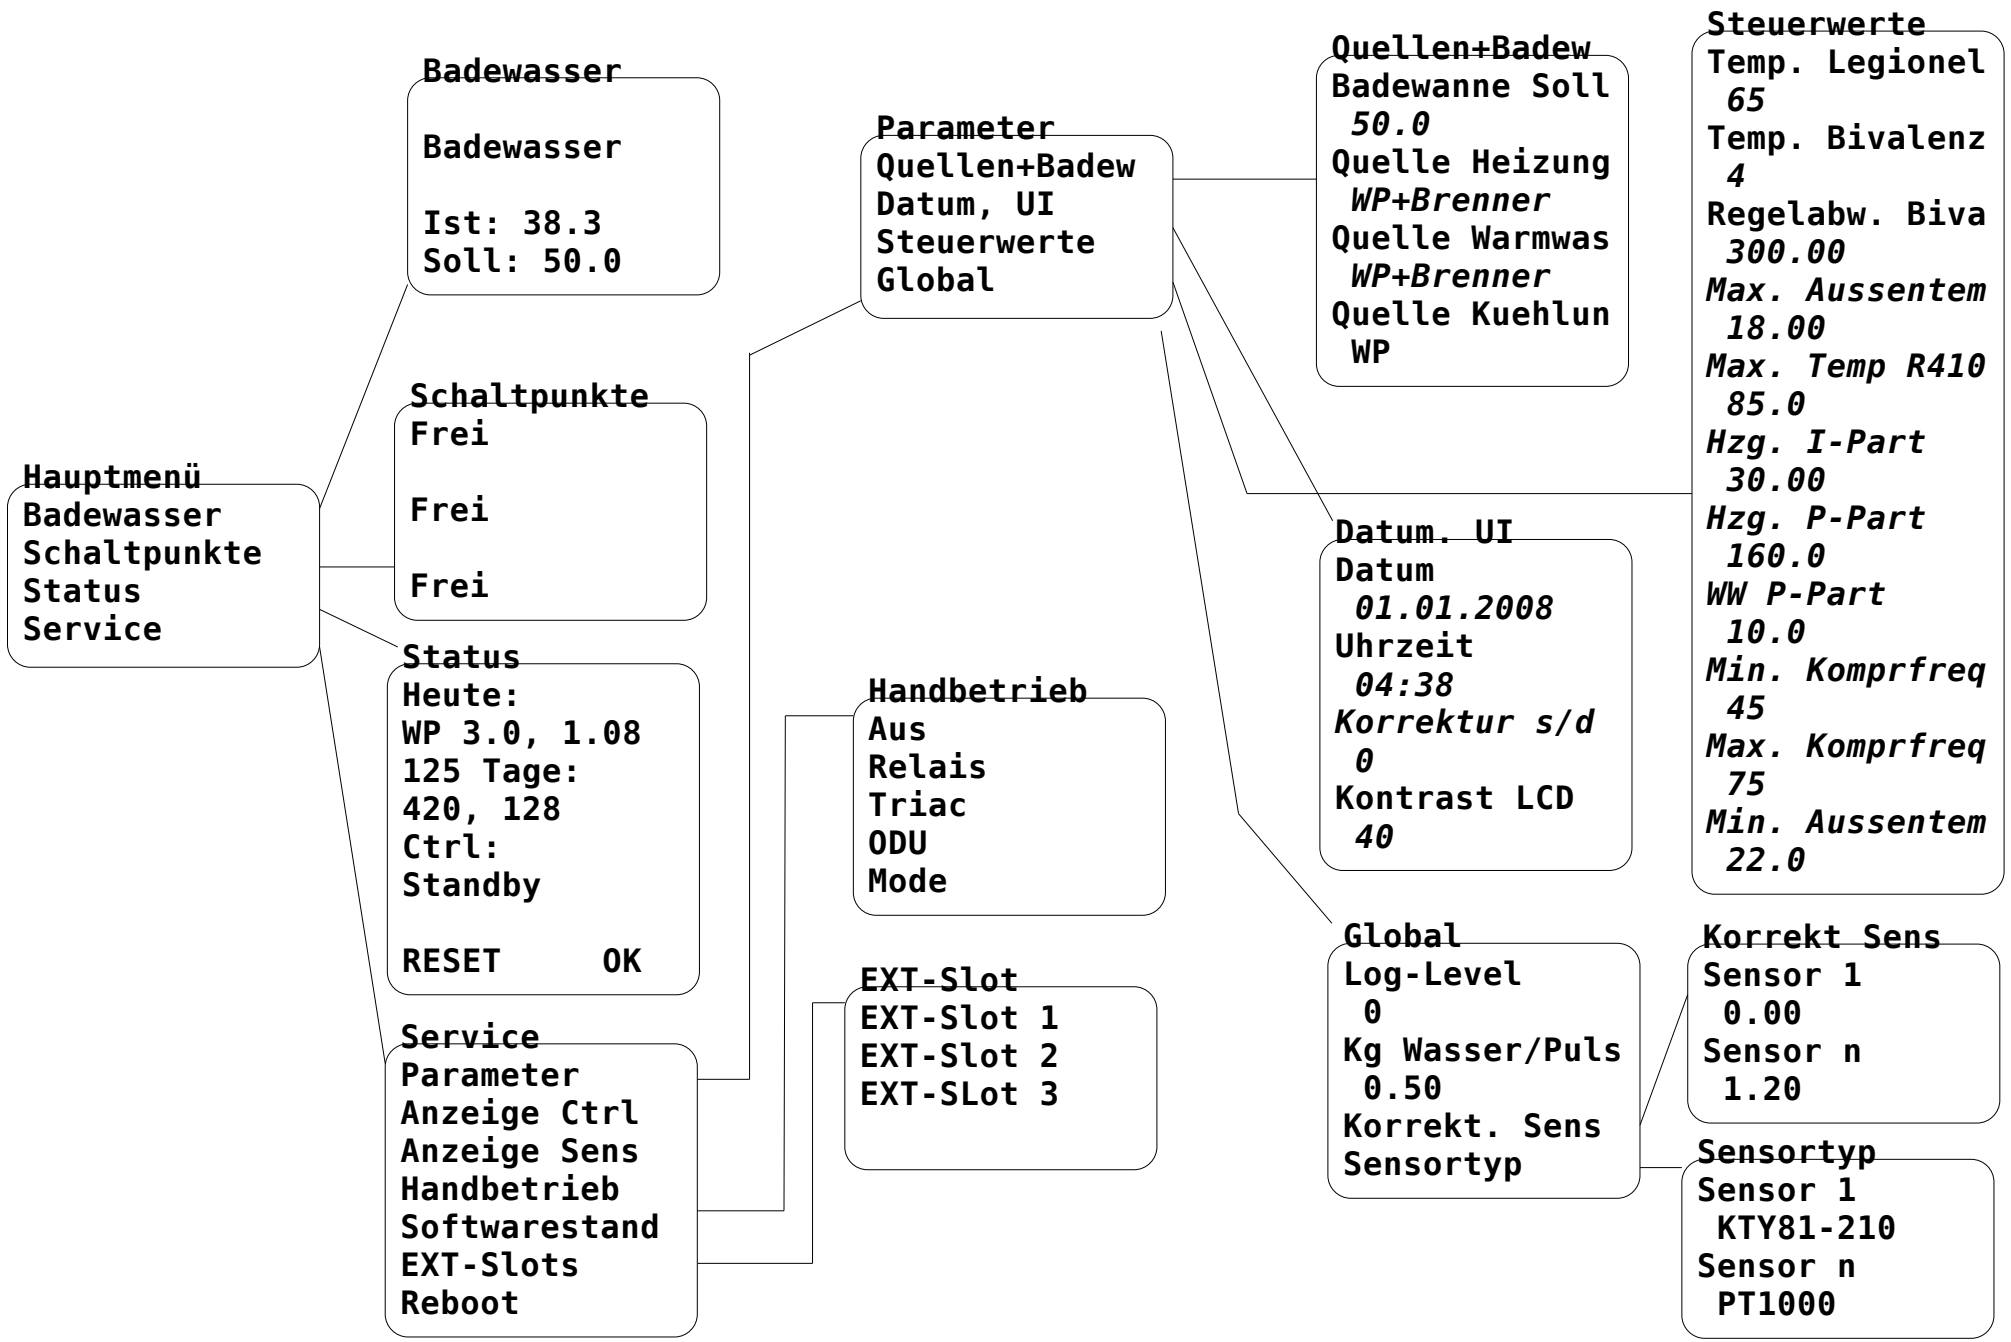 Hauptmenü
Badewasser
Schaltpunkte
Status
Service
Badewasser
Badewasser
Ist: 38.3
Soll: 50.0
Schaltpunkte
Frei
Frei
Frei
Status
Heute:
WP 3.0, 1.08
125 Tage:
420, 128
Ctrl:
Standby
RESET OK
Service
Parameter
Anzeige Ctrl
Anzeige Sens
Handbetrieb
Softwarestand
EXT-Slots
Reboot
Parameter
Quellen+Badew
Datum, UI
Steuerwerte
Global
Handbetrieb
Aus
Relais
Triac
ODU
Mode
EXT-Slot
EXT-Slot 1
EXT-Slot 2
EXT-SLot 3
Quellen+Badew
Badewanne Soll
50.0
Quelle Heizung
WP+Brenner
Quelle Warmwas
WP+Brenner
Quelle Kuehlun
WP
Datum. UI
Datum
01.01.2008
Uhrzeit
04:38
Korrektur s/d
0
Kontrast LCD
40
Global
Log-Level
0
Kg Wasser/Puls
0.50
Korrekt. Sens
Sensortyp
Steuerwerte
Temp. Legionel
65
Temp. Bivalenz
4
Regelabw. Biva
300.00
Max. Aussentem
18.00
Max. Temp R410
85.0
Hzg. I-Part
30.00
Hzg. P-Part
160.0
WW P-Part
10.0
Min. Komprfreq
45
Max. Komprfreq
75
Min. Aussentem
22.0
Korrekt Sens
Sensor 1
0.00
Sensor n
1.20
Sensortyp
Sensor 1
KTY81-210
Sensor n
PT1000